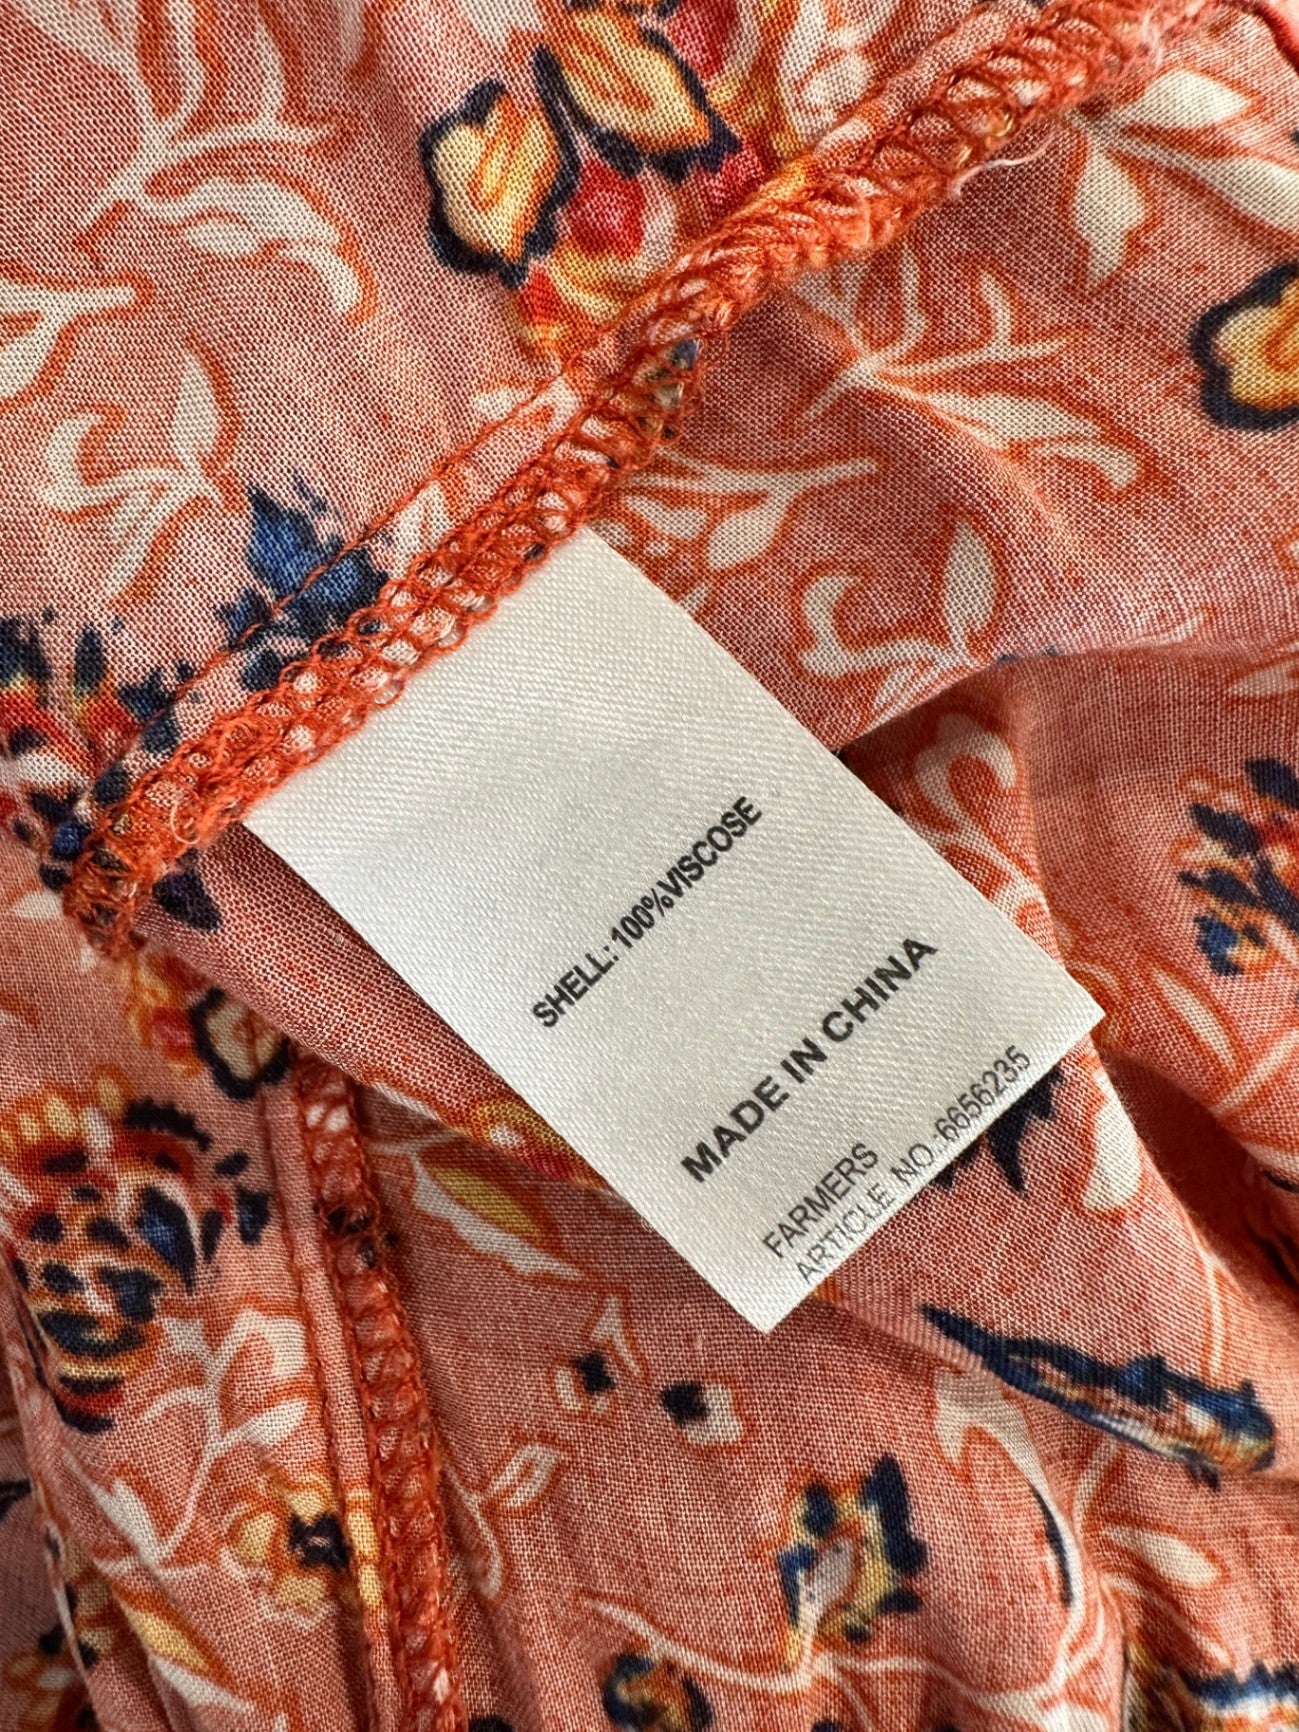 SHELL: 100%VISCOSE
MADE IN CHINA
FARMERS
ARTICLE NO.:6656235